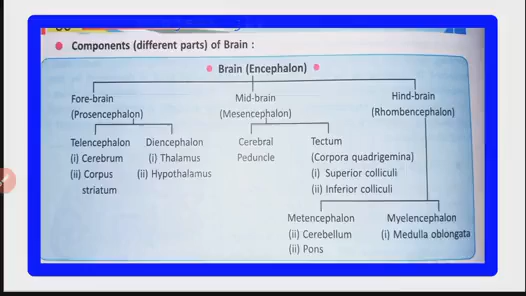 Components (different parts) of Brain :
Brain (Encephalon)
Fore-brain
(Prosencephalon)
Mid-brain
(Mesencephalon)
Hind-brain
(Rhombencephalon)
Telencephalon
(i) Cerebrum
(ii) Corpus
striatum
Diencephalon
(i) Thalamus
(ii) Hypothalamus
Cerebral
Peduncle
Tectum
(Corpora quadrigemina)
(i) Superior colliculi
(ii) Inferior colliculi
Metencephalon
(ii) Cerebellum
(ii) Pons
Myelencephalon
(i) Medulla oblongata